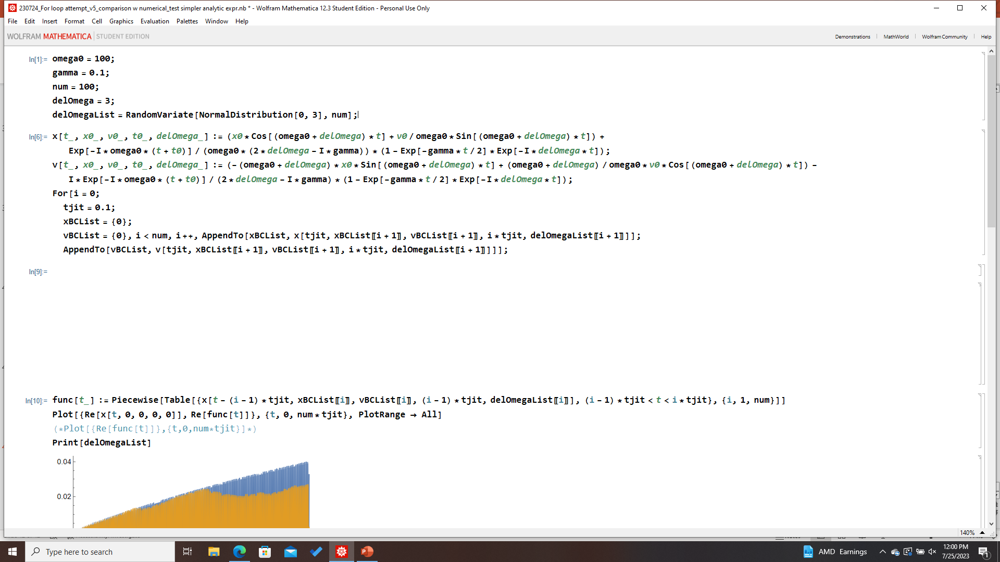 230724_For loop attempt_v5_comparison w numerical_test simpler analytic expr.nb * - Wolfram Mathematica 12.3 Student Edition - Personal Use Only
File Edit Insert Format Cell Graphics Evaluation Palettes Window Help
WOLFRAM MATHEMATICA STUDENT EDITION
Demonstrations MathWorld Wolfram Community Help
In[1]:= omega0 = 100;
gamma = 0.1;
num = 100;
delOmega = 3;
delOmegaList = RandomVariate[NormalDistribution[0, 3], num];
In[6]:= x[t_, x0_, v0_, t0_, delOmega_] := (x0 * Cos[(omega0 + delOmega) * t] + v0 / omega0 * Sin[(omega0 + delOmega) * t]) +
Exp[-I * omega0 * (t + t0)] / (omega0 * (2 * delOmega - I * gamma)) * (1 - Exp[-gamma * t / 2] * Exp[-I * delOmega * t]);
v[t_, x0_, v0_, t0_, delOmega_] := (- (omega0 + delOmega) * x0 * Sin[(omega0 + delOmega) * t] + (omega0 + delOmega) / omega0 * v0 * Cos[(omega0 + delOmega) * t]) -
I * Exp[-I * omega0 * (t + t0)] / (2 * delOmega - I * gamma) * (1 - Exp[-gamma * t / 2] * Exp[-I * delOmega * t]);
For[i = 0;
tjit = 0.1;
xBCList = {0};
vBCList = {0}, i < num, i++, AppendTo[xBCList, x[tjit, xBCList[[i + 1]], vBCList[[i + 1]], i * tjit, delOmegaList[[i + 1]]]];
AppendTo[vBCList, v[tjit, xBCList[[i + 1]], vBCList[[i + 1]], i * tjit, delOmegaList[[i + 1]]]]];
In[9]:=
In[10]:= func[t_] := Piecewise[Table[{x[t - (i - 1) * tjit, xBCList[[i]], vBCList[[i]], (i - 1) * tjit, delOmegaList[[i]]], (i - 1) * tjit < t < i * tjit}, {i, 1, num}]]
Plot[{Re[x[t, 0, 0, 0, 0]], Re[func[t]]}, {t, 0, num * tjit}, PlotRange → All]
(*Plot[{Re[func[t]]},{t,0,num*tjit}]*)
Print[delOmegaList]
0.04
0.02
140%
Type here to search
AMD Earnings
12:00 PM
7/25/2023
1